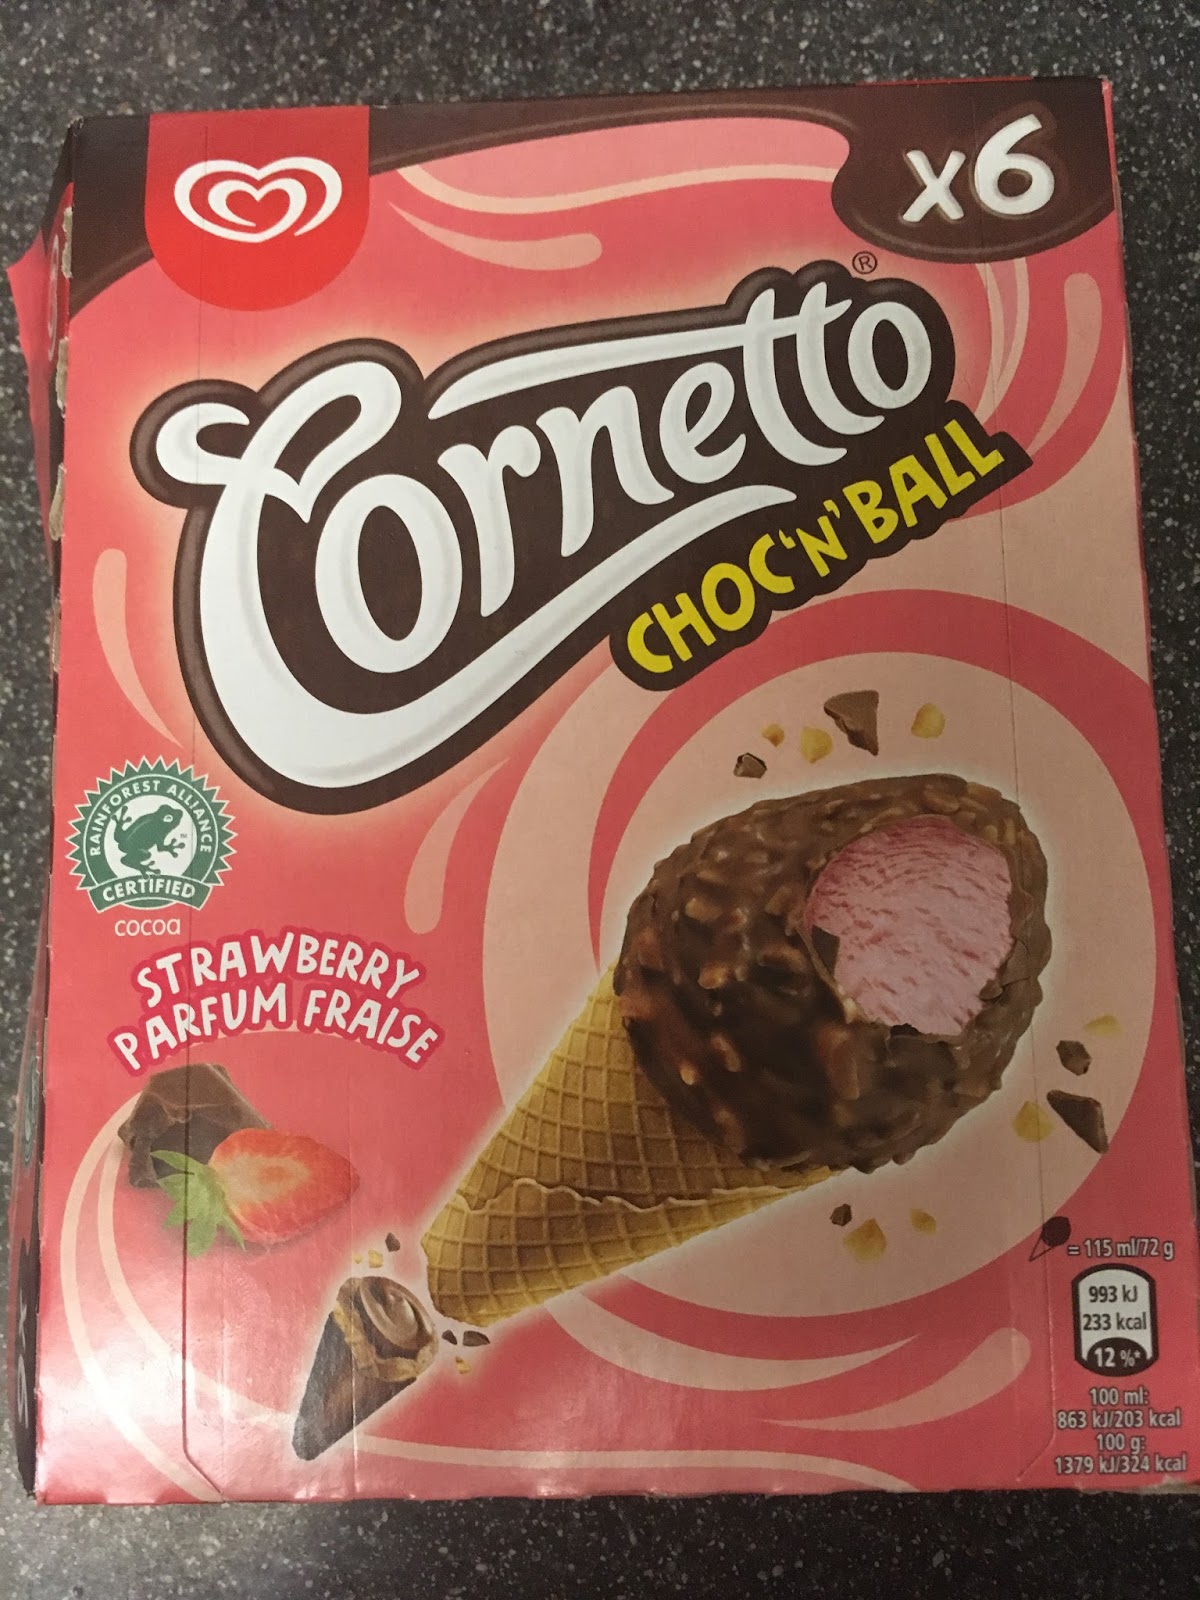 x6
Cornetto®
CHOC'N'BALL
RAINFOREST ALLIANCE
CERTIFIED
cocoa
STRAWBERRY
PARFUM FRAISE
= 115 ml/72 g
993 kJ
233 kcal
12 %*
100 ml:
863 kJ/203 kcal
100 g:
1379 kJ/324 kcal